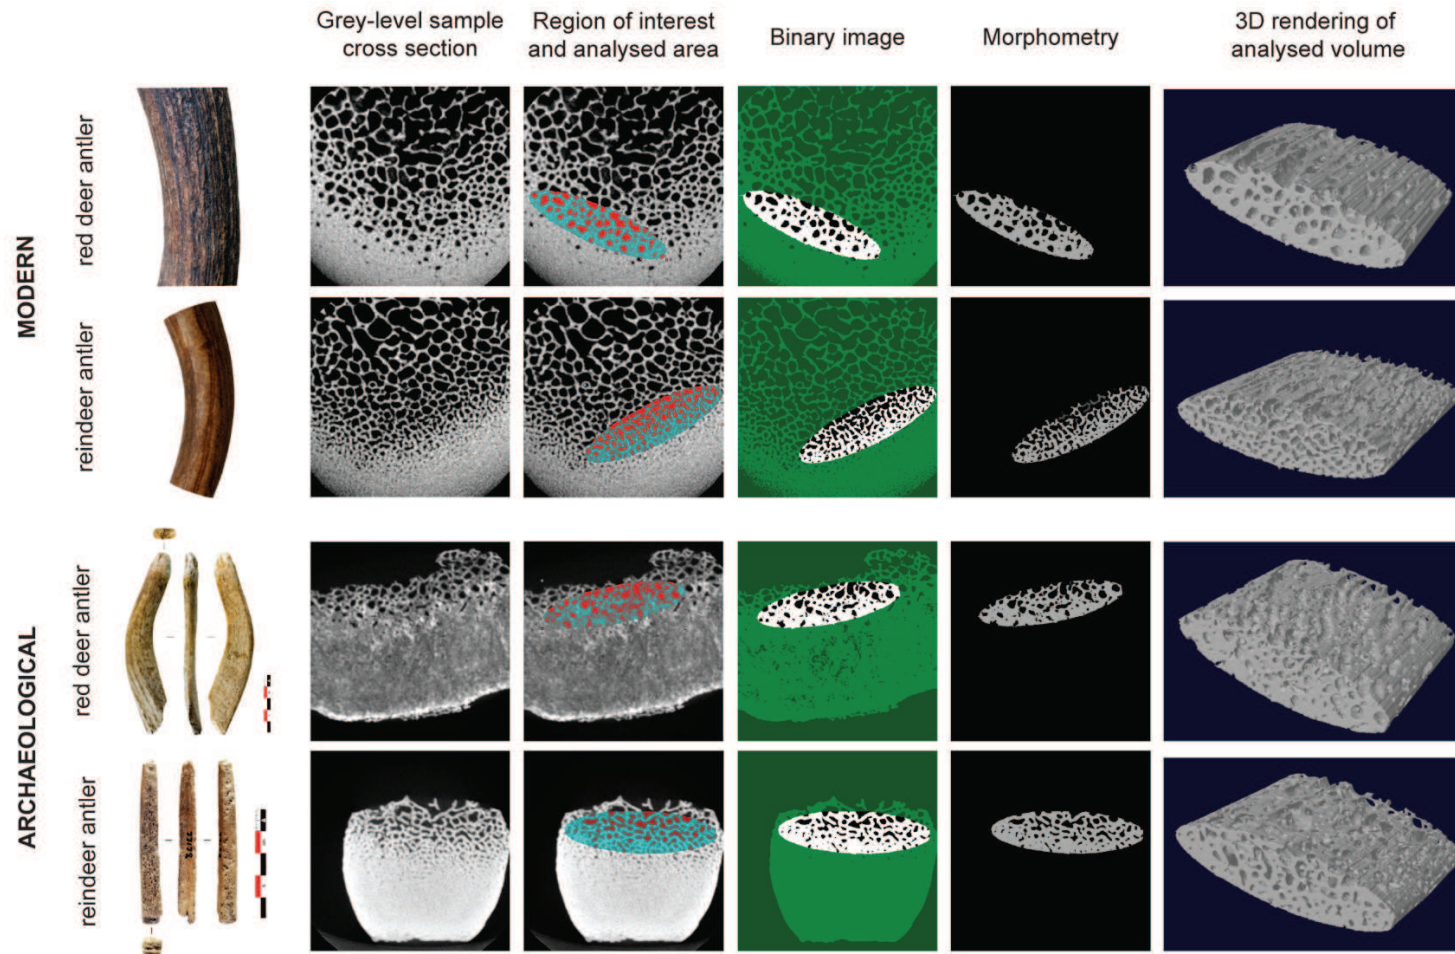 Grey-level sample
cross section
Region of interest
and analysed area
Binary image
Morphometry
3D rendering of
analysed volume
MODERN
red deer antler
reindeer antler
ARCHAEOLOGICAL
red deer antler
reindeer antler